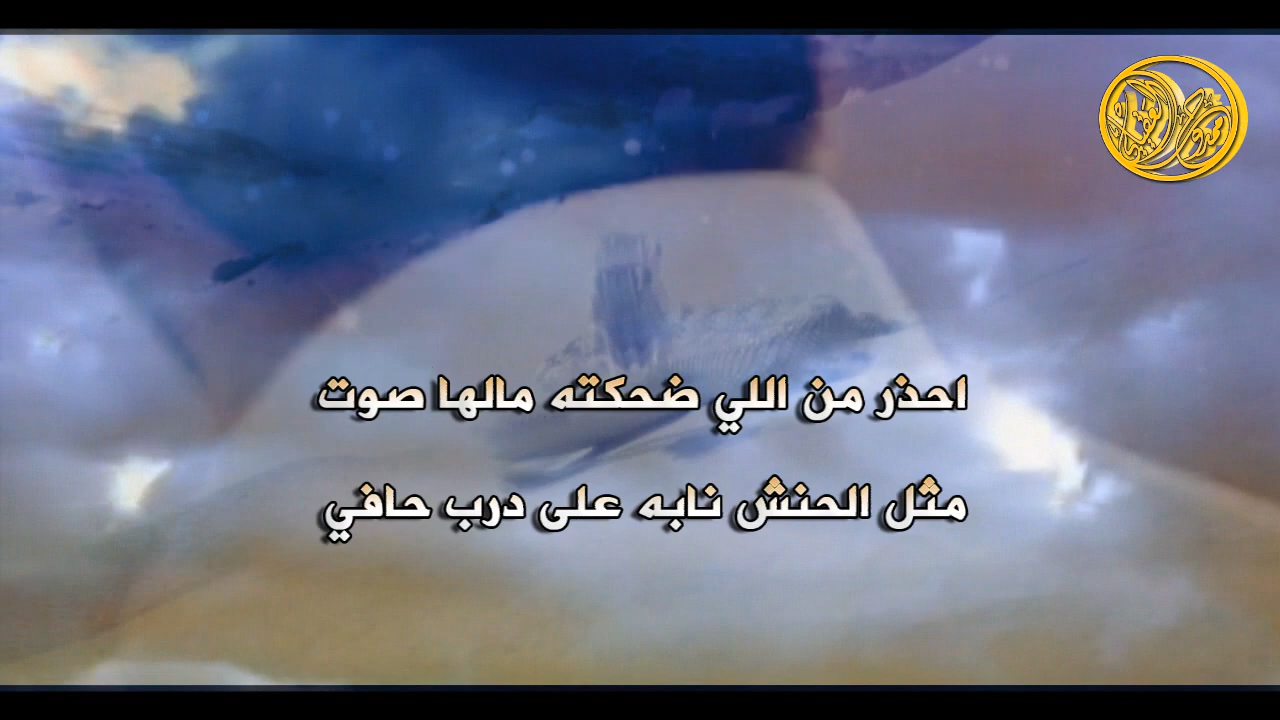 احذر من اللي ضحكته مالها صوت
مثل الحنش نابه على درب حافي